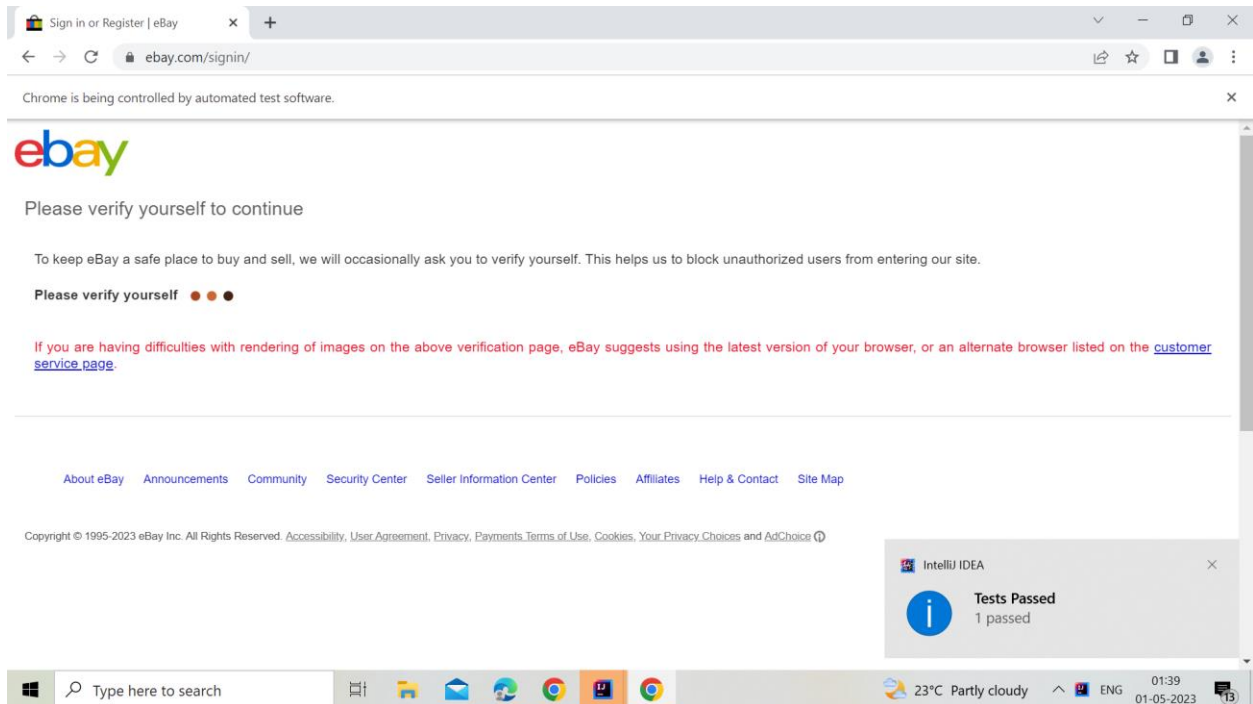 Sign in or Register | eBay
ebay.com/signin/
Chrome is being controlled by automated test software.
ebay
Please verify yourself to continue
To keep eBay a safe place to buy and sell, we will occasionally ask you to verify yourself. This helps us to block unauthorized users from entering our site.
Please verify yourself
If you are having difficulties with rendering of images on the above verification page, eBay suggests using the latest version of your browser, or an alternate browser listed on the customer
service page.
About eBay Announcements Community Security Center Seller Information Center Policies Affiliates Help & Contact Site Map
Copyright © 1995-2023 eBay Inc. All Rights Reserved. Accessibility, User Agreement, Privacy, Payments Terms of Use, Cookies, Your Privacy Choices and AdChoice
IntelliJ IDEA
Tests Passed
1 passed
Type here to search
23°C Partly cloudy
ENG
01:39
01-05-2023
13